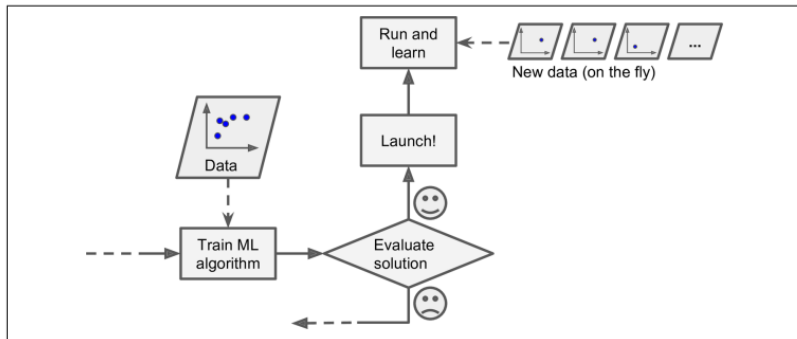 Run and
learn
...
New data (on the fly)
Launch!
Data
Train ML
algorithm
Evaluate
solution